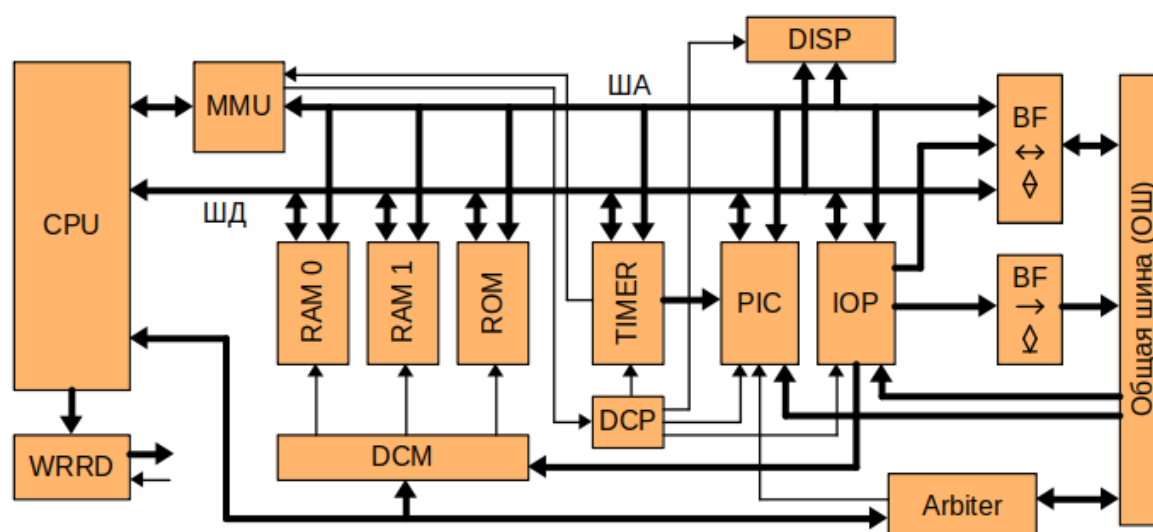 DISP
ША
MMU
BF
↔
CPU
ШД
RAM 0
RAM 1
ROM
TIMER
PIC
IOP
BF
→
Общая шина (ОШ)
DCP
WRRD
DCM
Arbiter